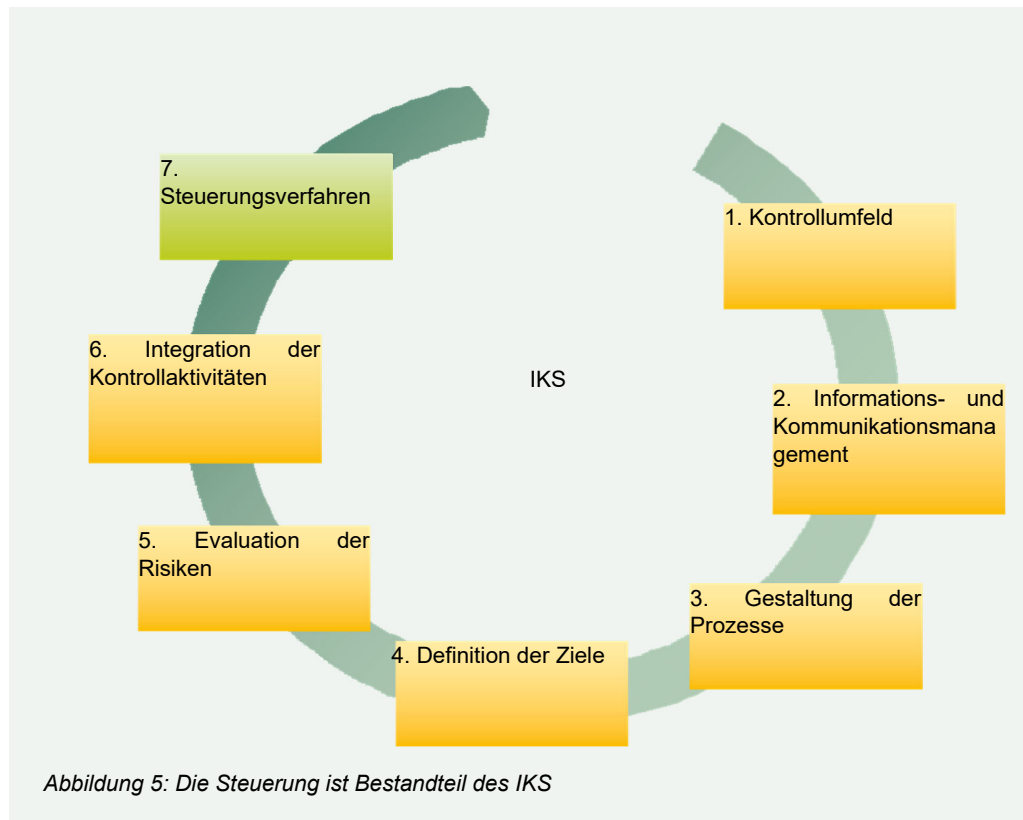 7.
Steuerungsverfahren
1. Kontrollumfeld
6. Integration der
Kontrollaktivitäten
IKS
2. Informations- und
Kommunikationsmana
gement
5. Evaluation der
Risiken
3. Gestaltung der
Prozesse
4. Definition der Ziele
Abbildung 5: Die Steuerung ist Bestandteil des IKS